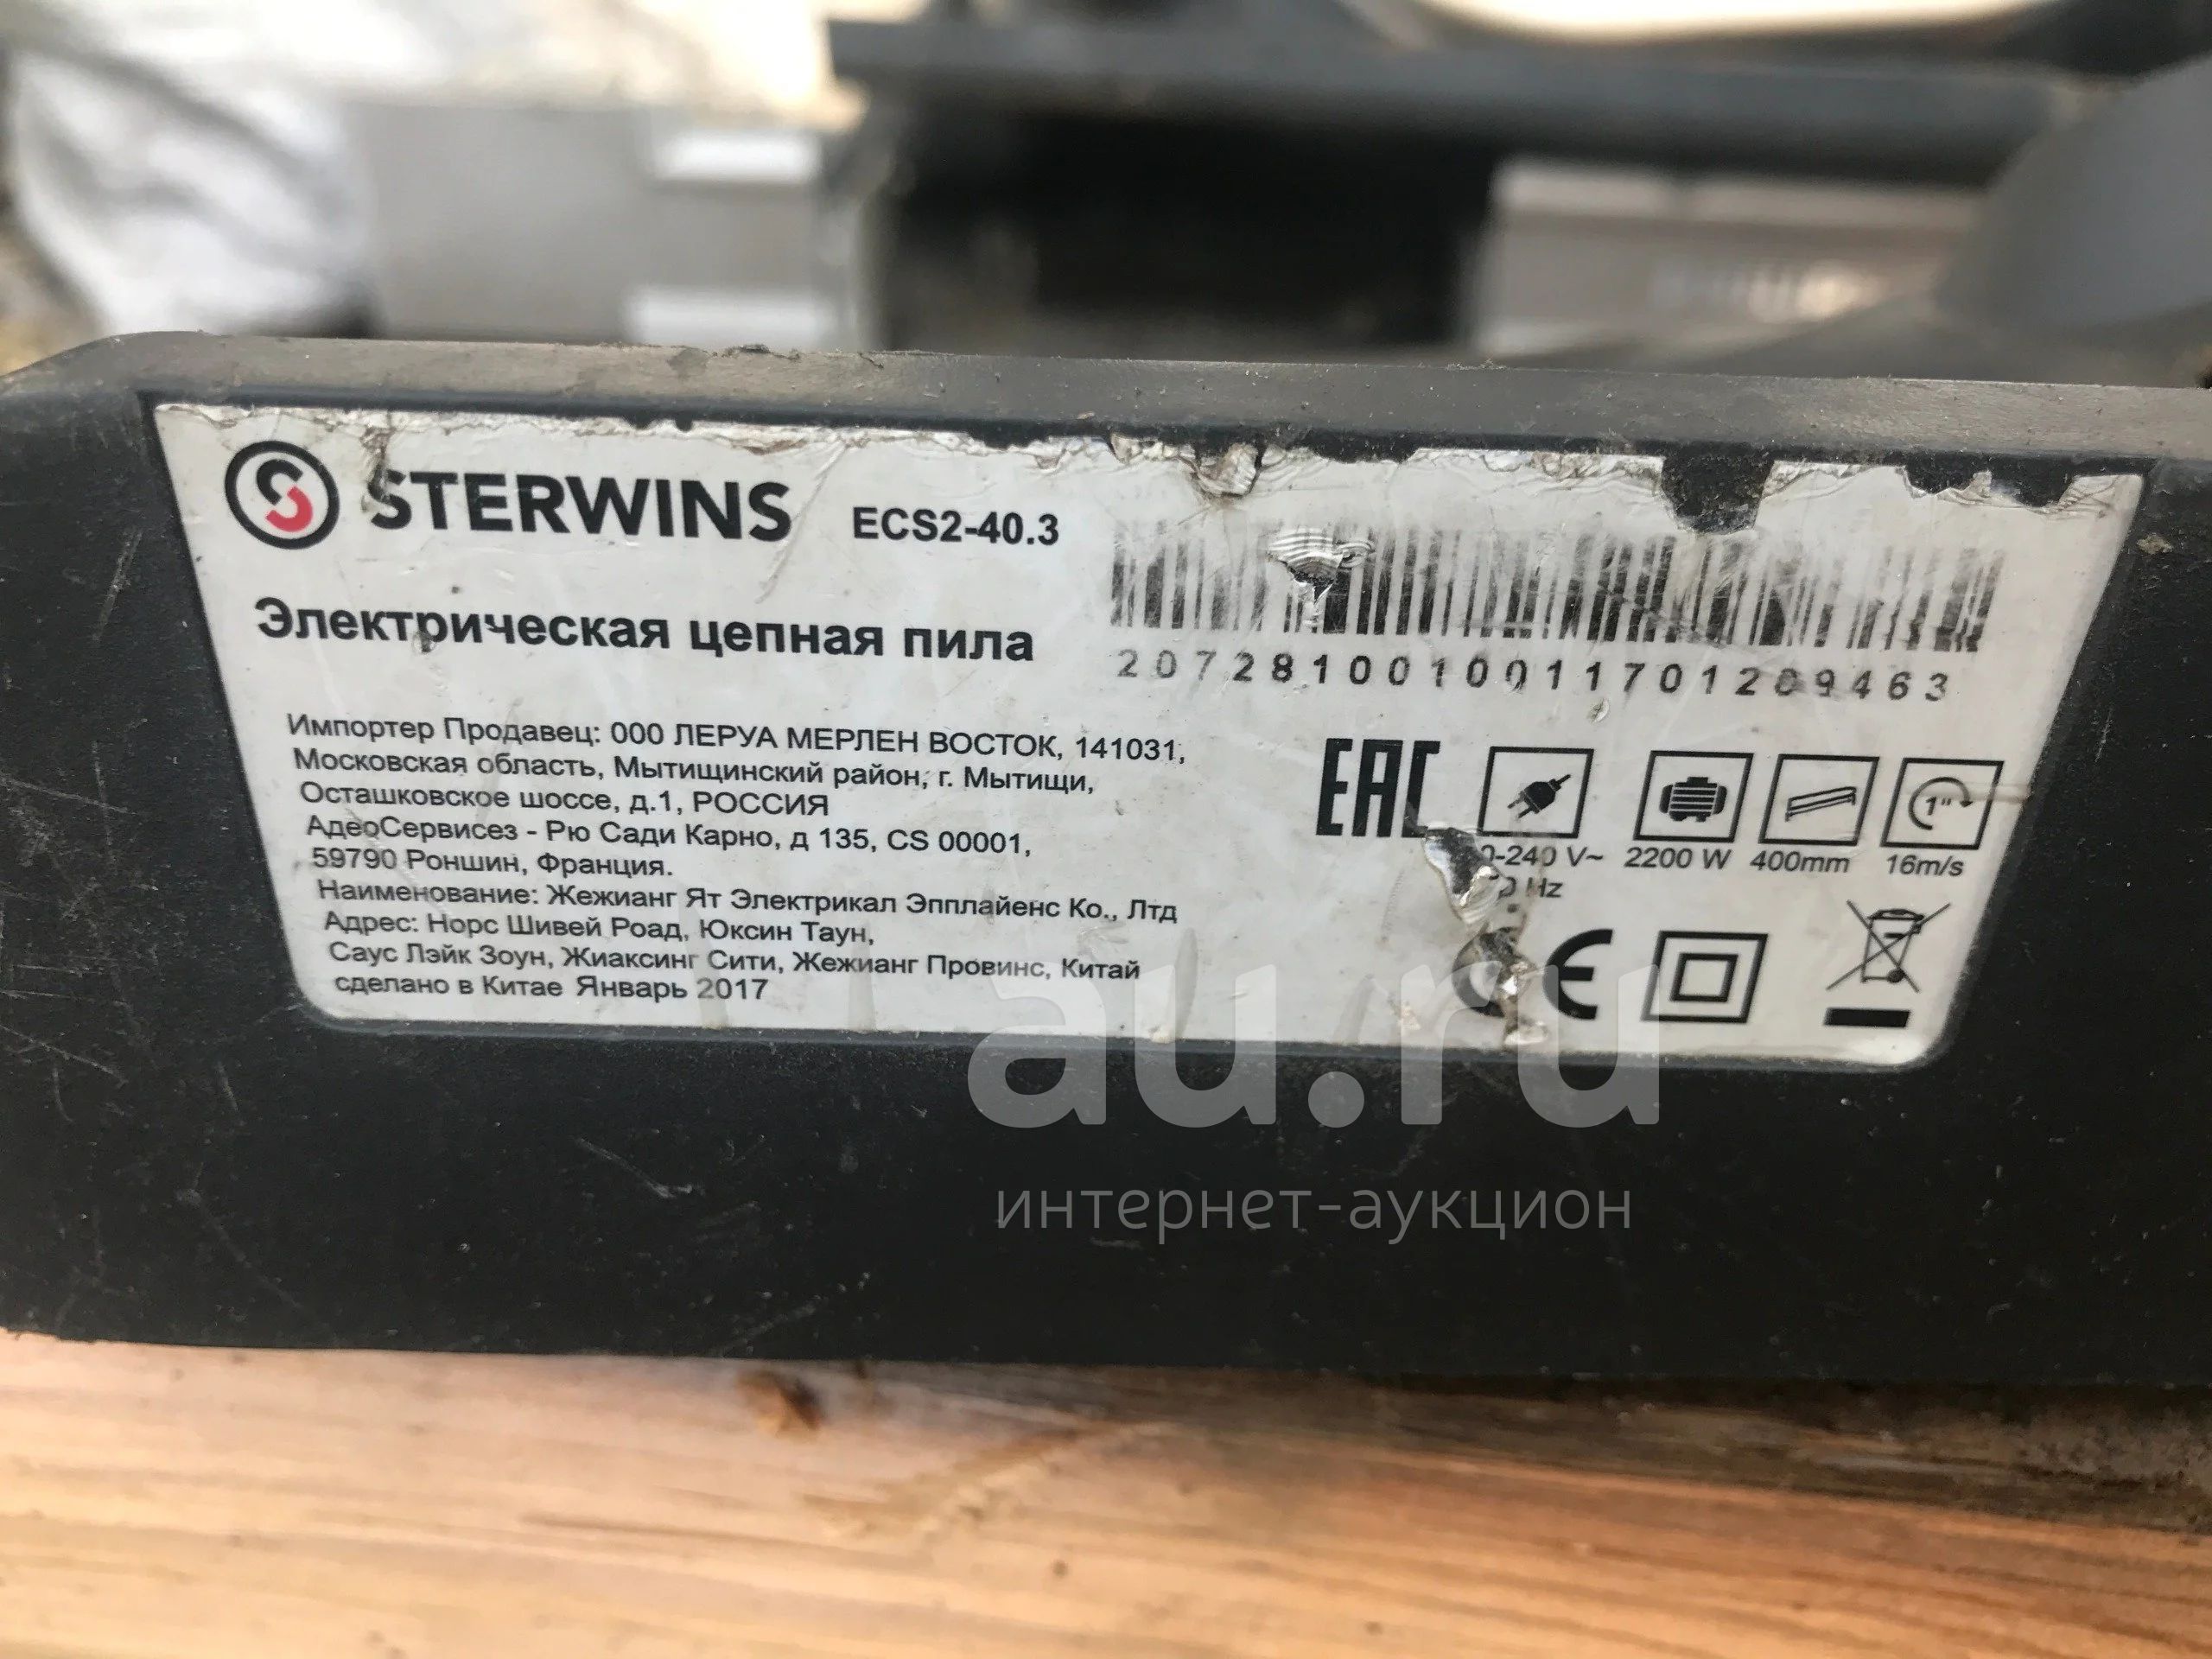 STERWINS ECS2-40.3
Электрическая цепная пила
2072810010011701209463
Импортер Продавец: ООО ЛЕРУА МЕРЛЕН ВОСТОК, 141031,
Московская область, Мытищинский район, г. Мытищи,
Осташковское шоссе, д.1, РОССИЯ
АдеоСервисез - Рю Сади Карно, д 135, CS 00001,
59790 Роншин, Франция.
Наименование: Жежианг Ят Электрикал Эпплайенс Ко., Лтд
Адрес: Норс Шивей Роад, Юксин Таун,
Саус Лэйк Зоун, Жиаксинг Сити, Жежианг Провинс, Китай
сделано в Китае Январь 2017
EAC
1"
0-240 V~ 2200 W 400mm 16m/s
Hz
CE
au.ru
интернет-аукцион